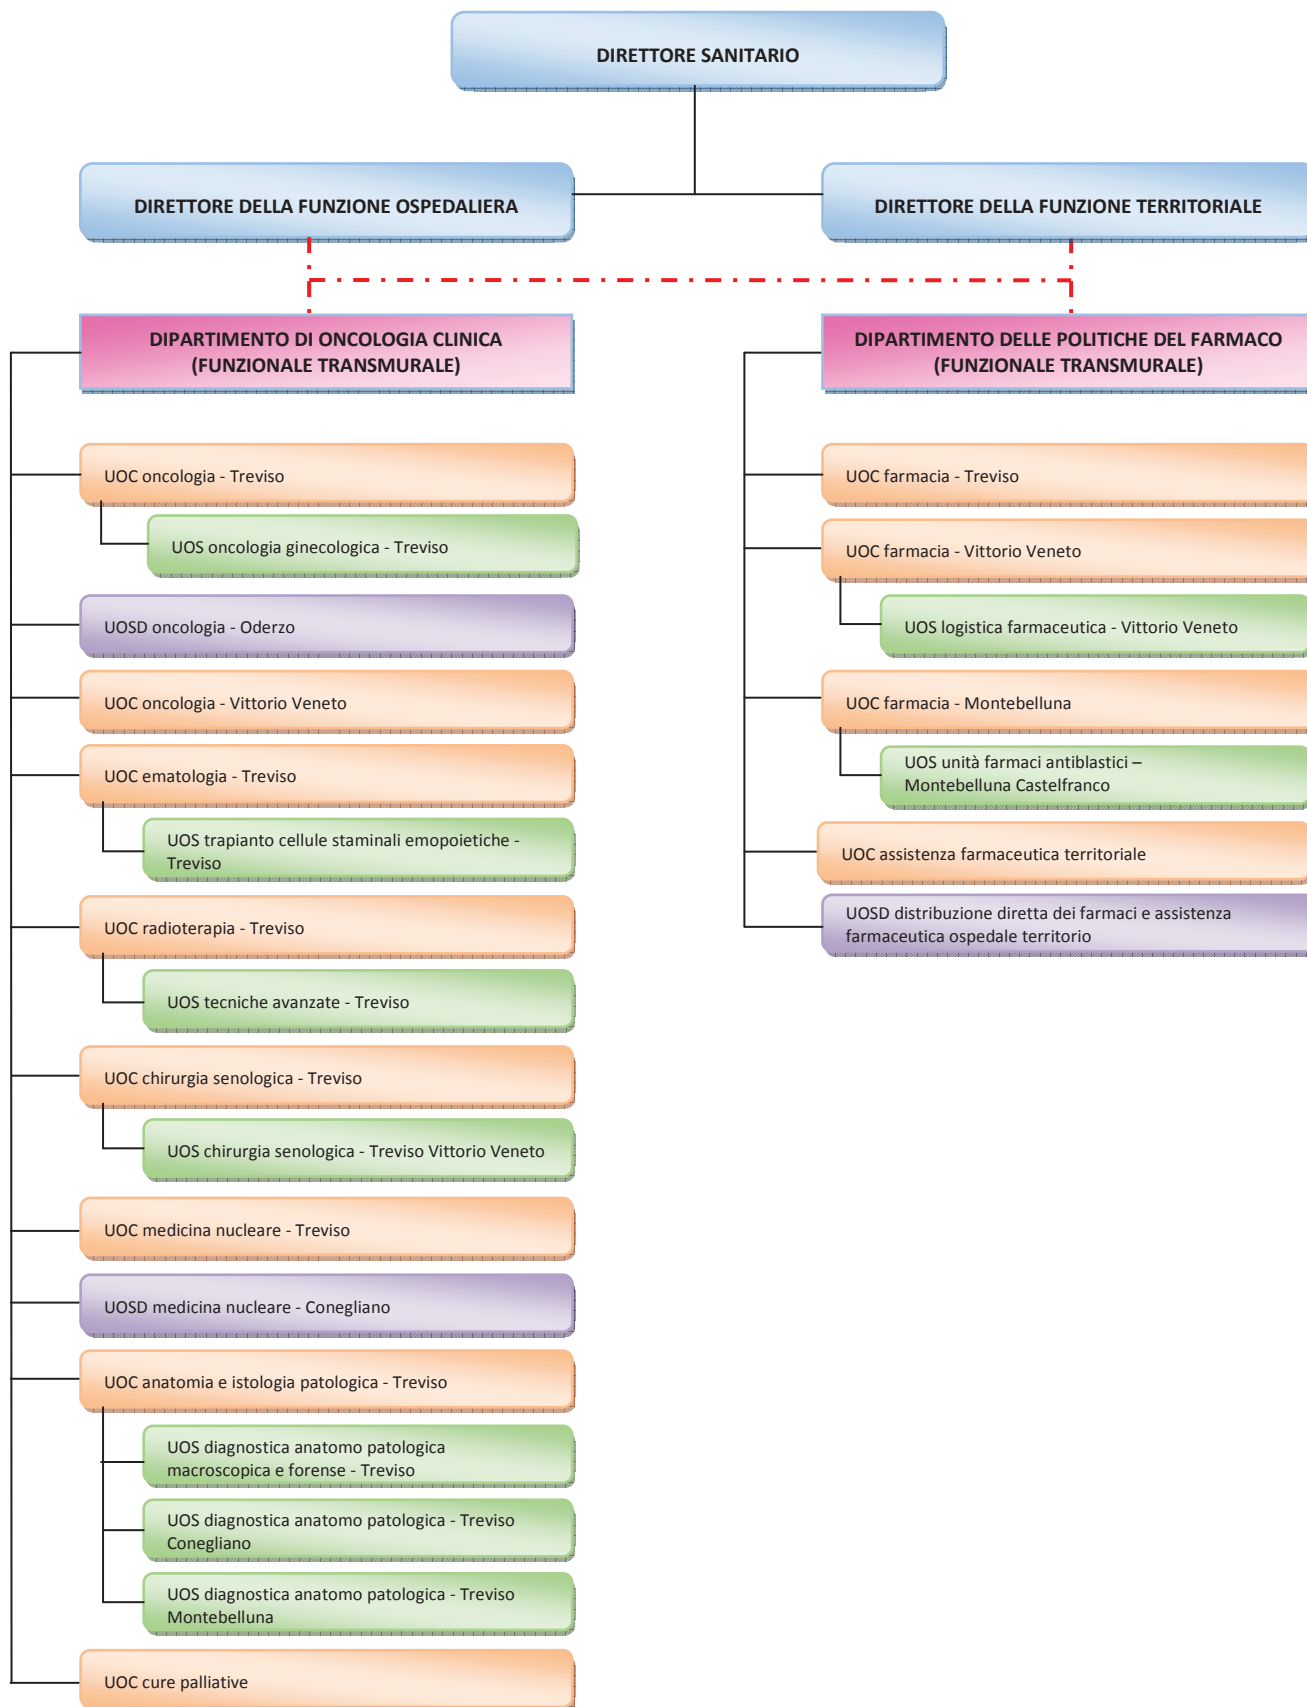 DIRETTORE SANITARIO
DIRETTORE DELLA FUNZIONE OSPEDALIERA
DIRETTORE DELLA FUNZIONE TERRITORIALE
DIPARTIMENTO DI ONCOLOGIA CLINICA
(FUNZIONALE TRANSMURALE)
UOC oncologia - Treviso
UOS oncologia ginecologica - Treviso
UOSD oncologia - Oderzo
UOC oncologia - Vittorio Veneto
UOC ematologia - Treviso
UOS trapianto cellule staminali emopoietiche -
Treviso
UOC radioterapia - Treviso
UOS tecniche avanzate - Treviso
UOC chirurgia senologica - Treviso
UOS chirurgia senologica - Treviso Vittorio Veneto
UOC medicina nucleare - Treviso
UOSD medicina nucleare - Conegliano
UOC anatomia e istologia patologica - Treviso
UOS diagnostica anatomo patologica
macroscopica e forense - Treviso
UOS diagnostica anatomo patologica - Treviso
Conegliano
UOS diagnostica anatomo patologica - Treviso
Montebelluna
UOC cure palliative
DIPARTIMENTO DELLE POLITICHE DEL FARMACO
(FUNZIONALE TRANSMURALE)
UOC farmacia - Treviso
UOC farmacia - Vittorio Veneto
UOS logistica farmaceutica - Vittorio Veneto
UOC farmacia - Montebelluna
UOS unità farmaci antiblastici –
Montebelluna Castelfranco
UOC assistenza farmaceutica territoriale
UOSD distribuzione diretta dei farmaci e assistenza
farmaceutica ospedale territorio